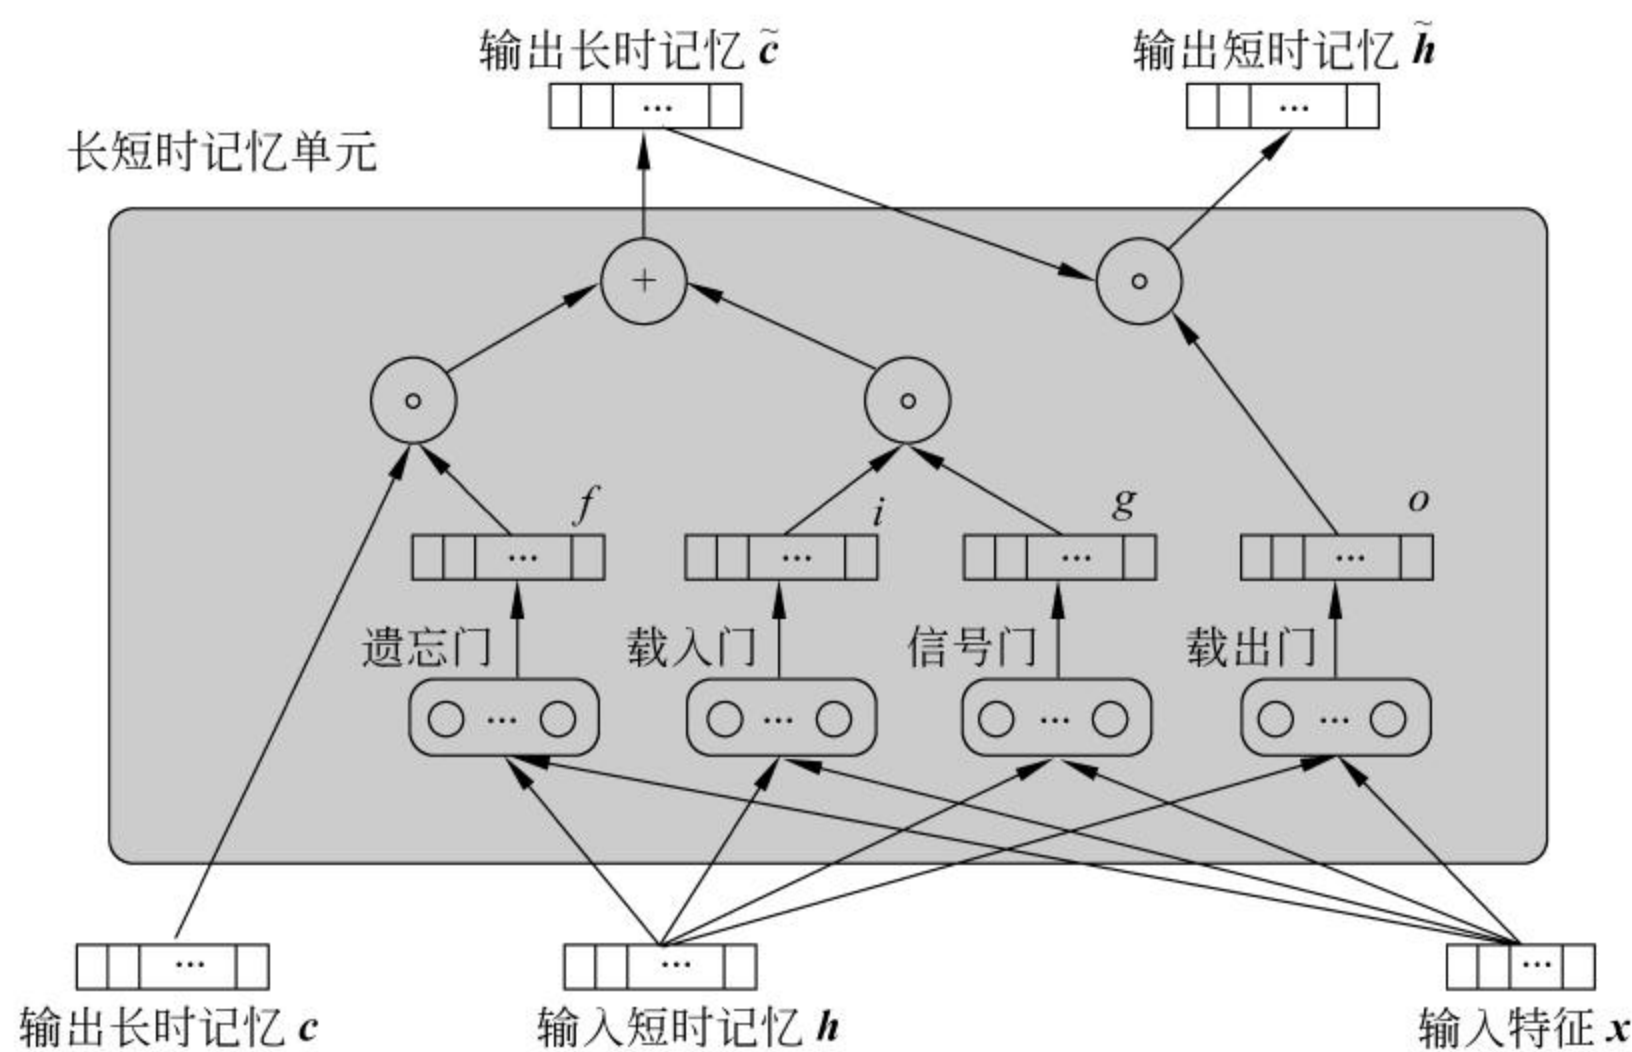 输出长时记忆 c̃
输出短时记忆 h̃
...
...
长短时记忆单元
+
f
i
g
o
...
...
...
...
遗忘门
载入门
信号门
载出门
...
...
...
...
...
...
...
输出长时记忆 c
输入短时记忆 h
输入特征 x